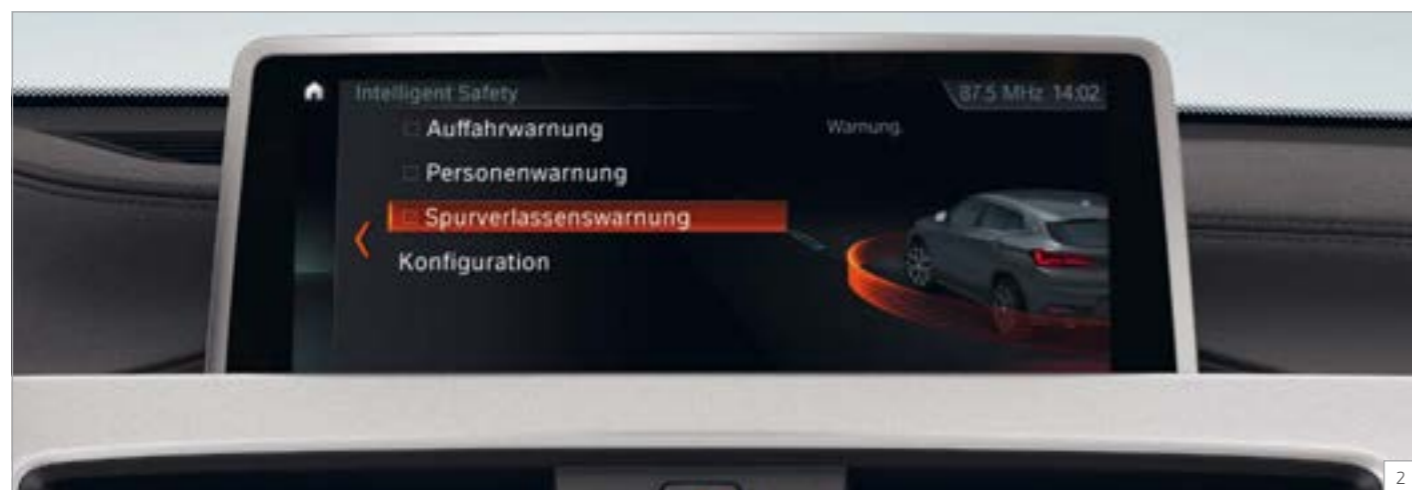 Intelligent Safety
87.5 MHz 14:02
Auffahrwarnung
Warnung.
Personenwarnung
Spurverlassenswarnung
Konfiguration
2